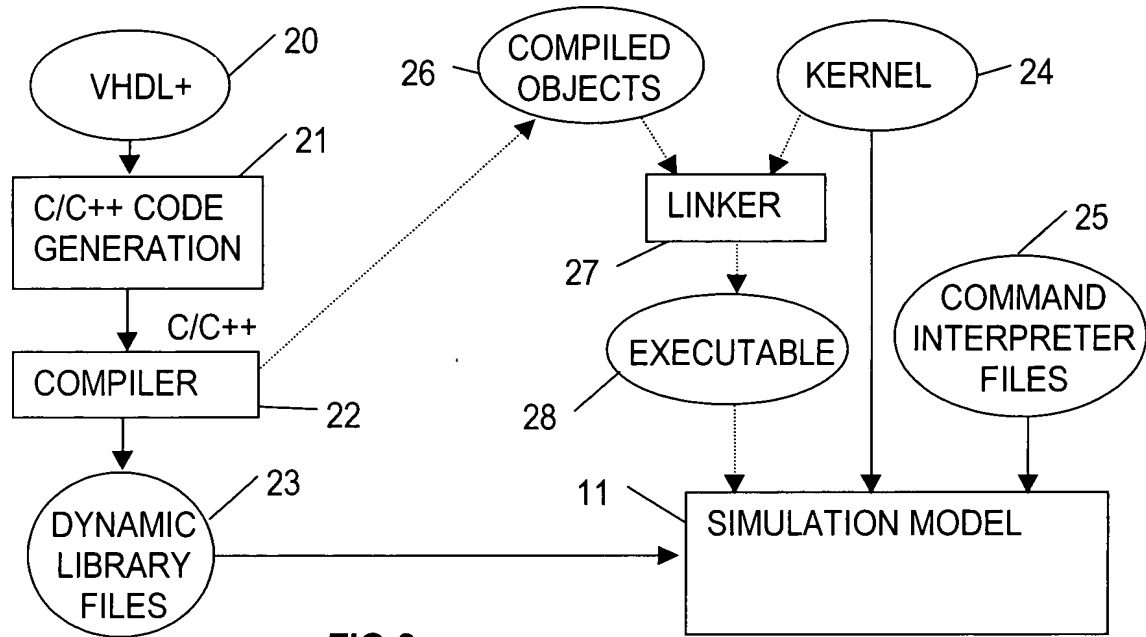 20
VHDL+
21
C/C++ CODE
GENERATION
C/C++
COMPILER
22
23
DYNAMIC
LIBRARY
FILES
26
COMPILED
OBJECTS
KERNEL
24
LINKER
27
EXECUTABLE
28
25
COMMAND
INTERPRETER
FILES
11
SIMULATION MODEL